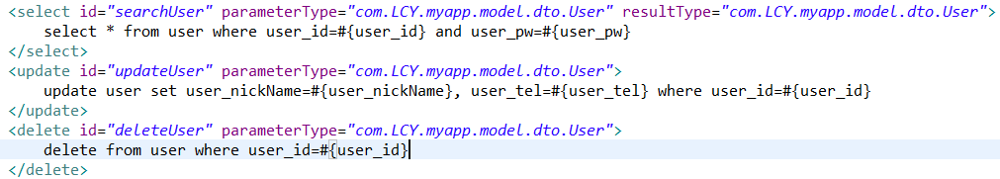 <select id="searchUser" parameterType="com.LCY.myapp.model.dto.User" resultType="com.LCY.myapp.model.dto.User">
    select * from user where user_id=#{user_id} and user_pw=#{user_pw}
</select>
<update id="updateUser" parameterType="com.LCY.myapp.model.dto.User">
    update user set user_nickName=#{user_nickName}, user_tel=#{user_tel} where user_id=#{user_id}
</update>
<delete id="deleteUser" parameterType="com.LCY.myapp.model.dto.User">
    delete from user where user_id=#{user_id}
</delete>